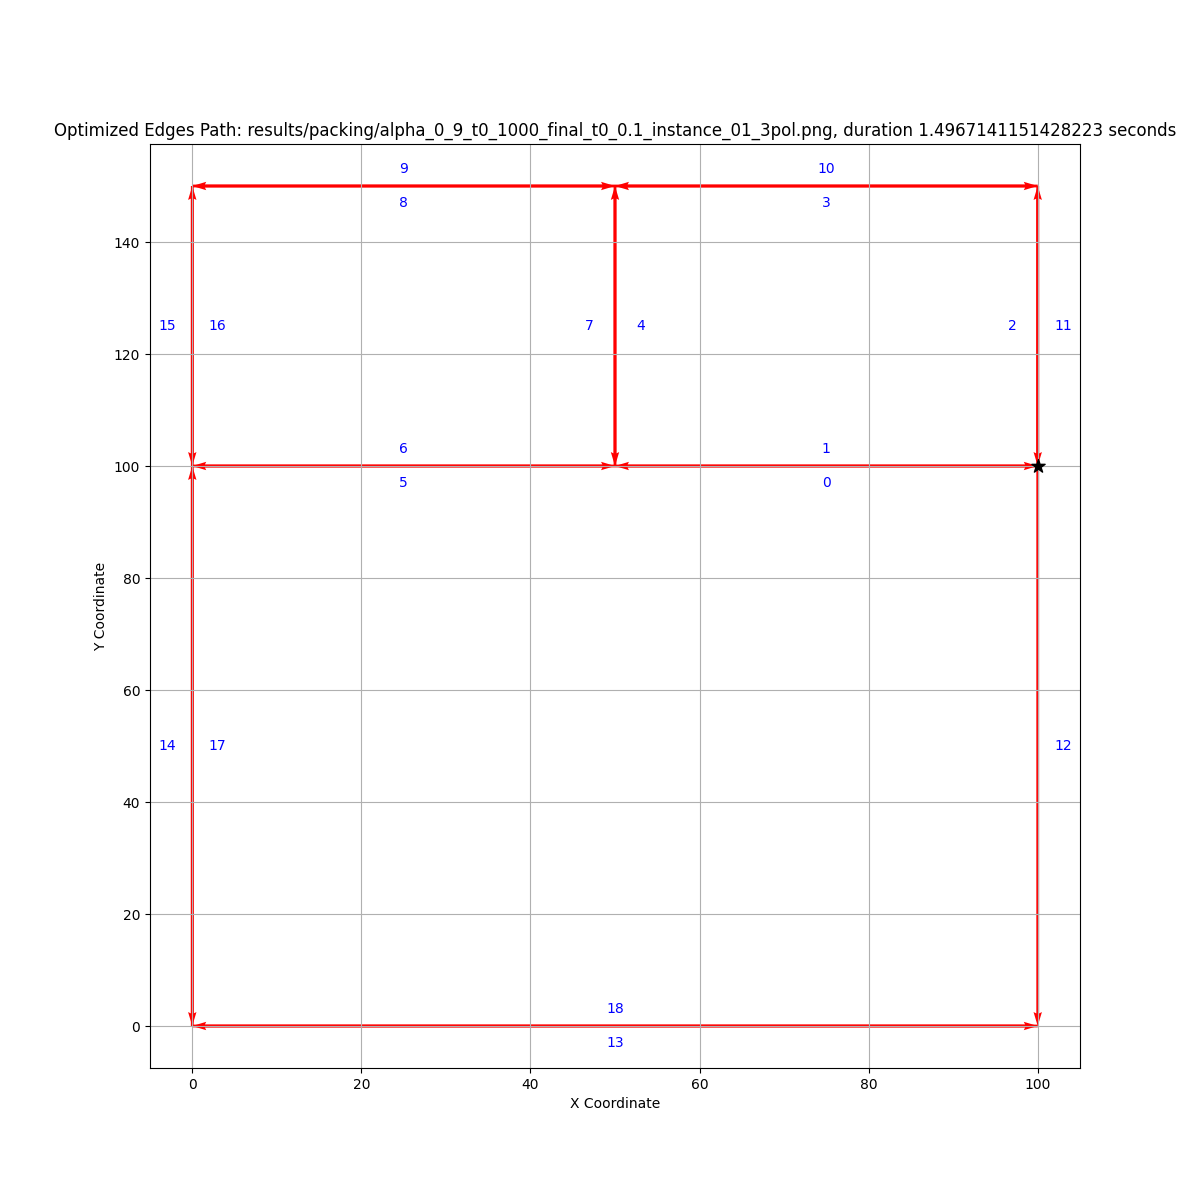 Optimized Edges Path: results/packing/alpha_0_9_t0_1000_final_t0_0.1_instance_01_3pol.png, duration 1.4967141151428223 seconds
9 10
8 3
140
15 16 7 4 2 11
120
6 1
100
5 0
80
Y Coordinate
60
14 17 12
40
20
18
0
13
0 20 40 60 80 100
X Coordinate